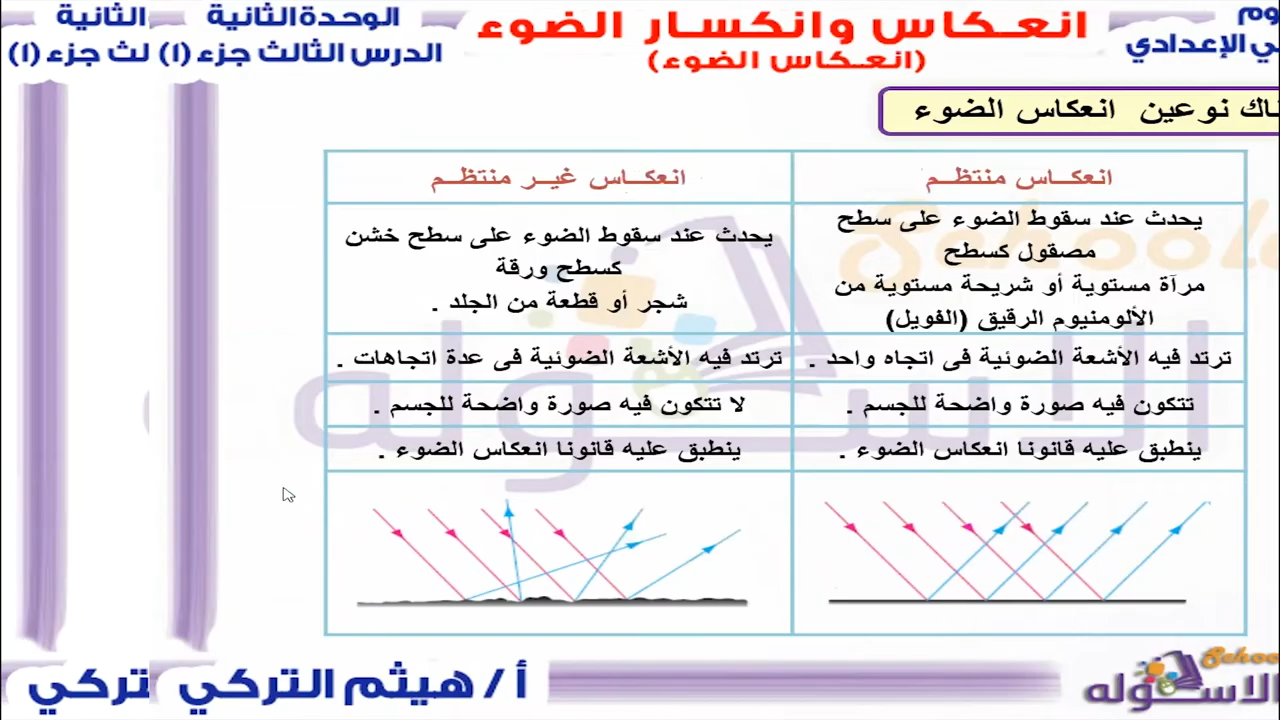 وم
ي الإعدادي
انعكاس وانكسار الضوء
(انعكاس الضوء)
الوحدة الثانية
الدرس الثالث جزء (١)
الثانية
لث جزء (١)
ناك نوعين انعكاس الضوء
انعكاس منتظم
انعكاس غير منتظم
يحدث عند سقوط الضوء على سطح
مصقول كسطح
مرآة مستوية أو شريحة مستوية من
الألومنيوم الرقيق (الفويل)
يحدث عند سقوط الضوء على سطح خشن
كسطح ورقة
شجر أو قطعة من الجلد .
ترتد فيه الأشعة الضوئية فى اتجاه واحد .
ترتد فيه الأشعة الضوئية فى عدة اتجاهات .
تتكون فيه صورة واضحة للجسم .
لا تتكون فيه صورة واضحة للجسم .
ينطبق عليه قانونا انعكاس الضوء .
ينطبق عليه قانونا انعكاس الضوء .
الاسكوله
أ / هيثم التركي
تركي